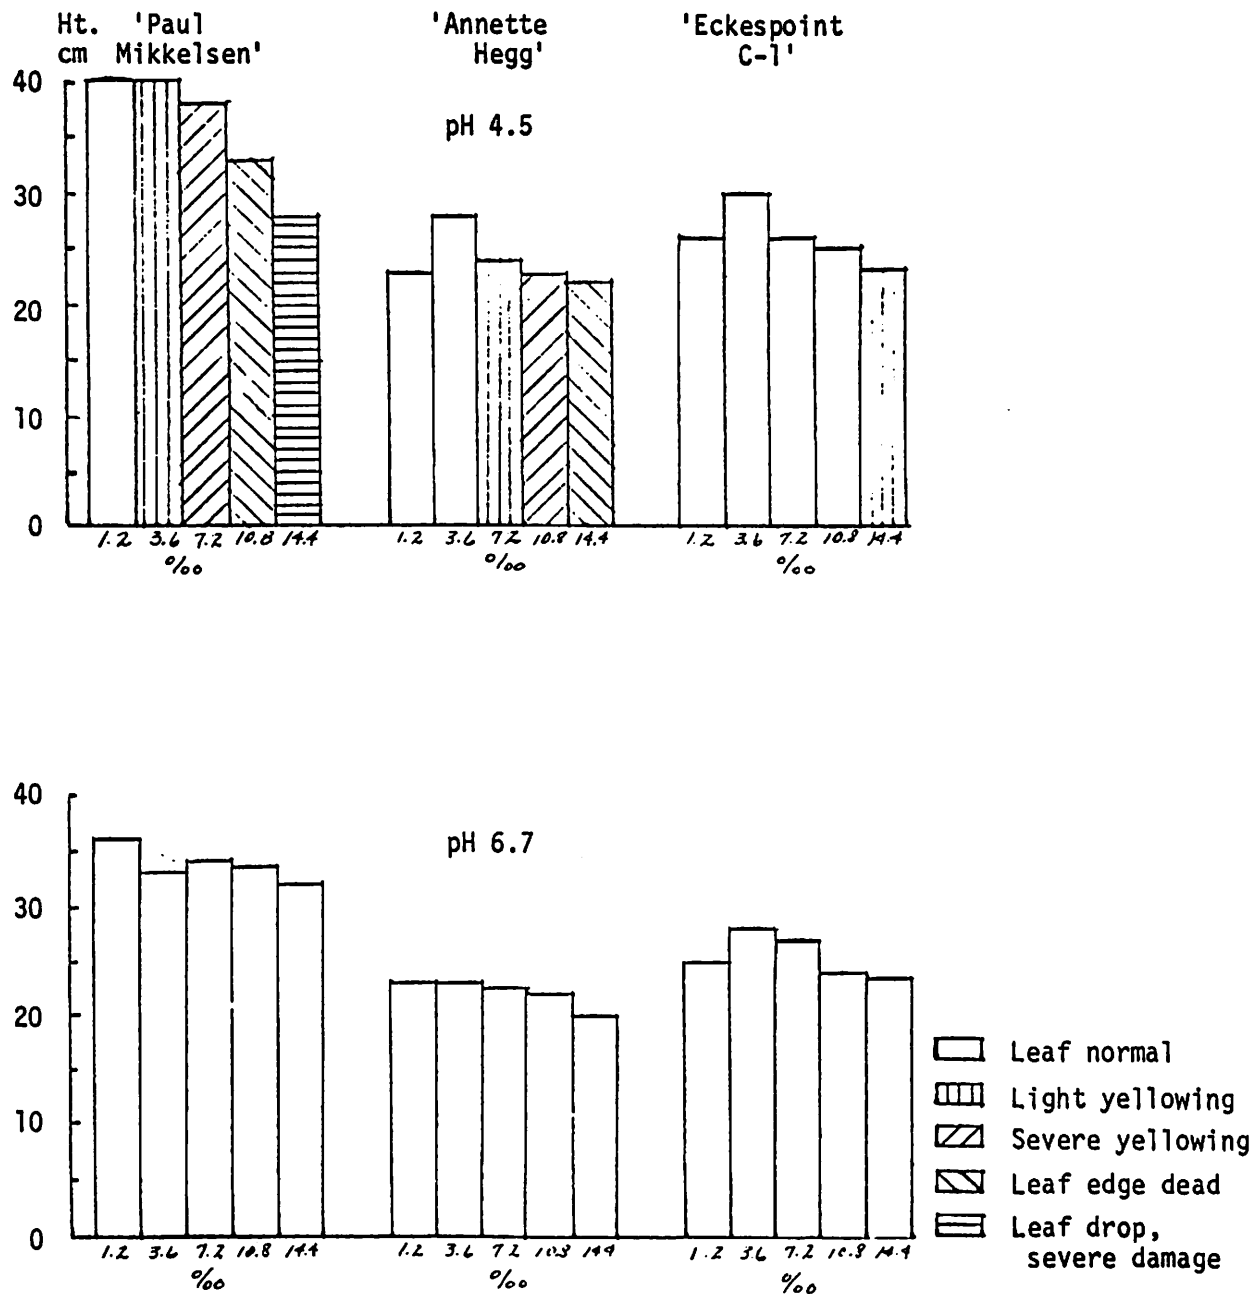 Ht. 'Paul 'Annette 'Eckespoint
cm Mikkelsen' Hegg' C-1'
40
pH 4.5
30
20
10
0
1.2 3.6 7.2 10.8 14.4 1.2 3.6 7.2 10.8 14.4 1.2 3.6 7.2 10.8 14.4
‰ ‰ ‰
40
pH 6.7
30
20
10
0
Leaf normal
Light yellowing
Severe yellowing
Leaf edge dead
Leaf drop,
severe damage
1.2 3.6 7.2 10.8 14.4 1.2 3.6 7.2 10.8 14.4 1.2 3.6 7.2 10.8 14.4
‰ ‰ ‰